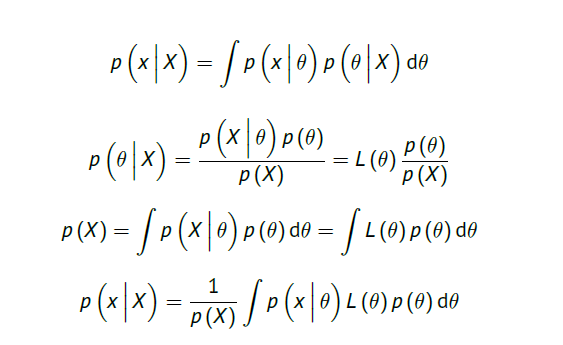 p(x|X) = ∫ p(x|θ) p(θ|X) dθ
p(θ|X) = p(X|θ) p(θ) / p(X) = L(θ) p(θ) / p(X)
p(X) = ∫ p(X|θ) p(θ) dθ = ∫ L(θ) p(θ) dθ
p(x|X) = 1 / p(X) ∫ p(x|θ) L(θ) p(θ) dθ